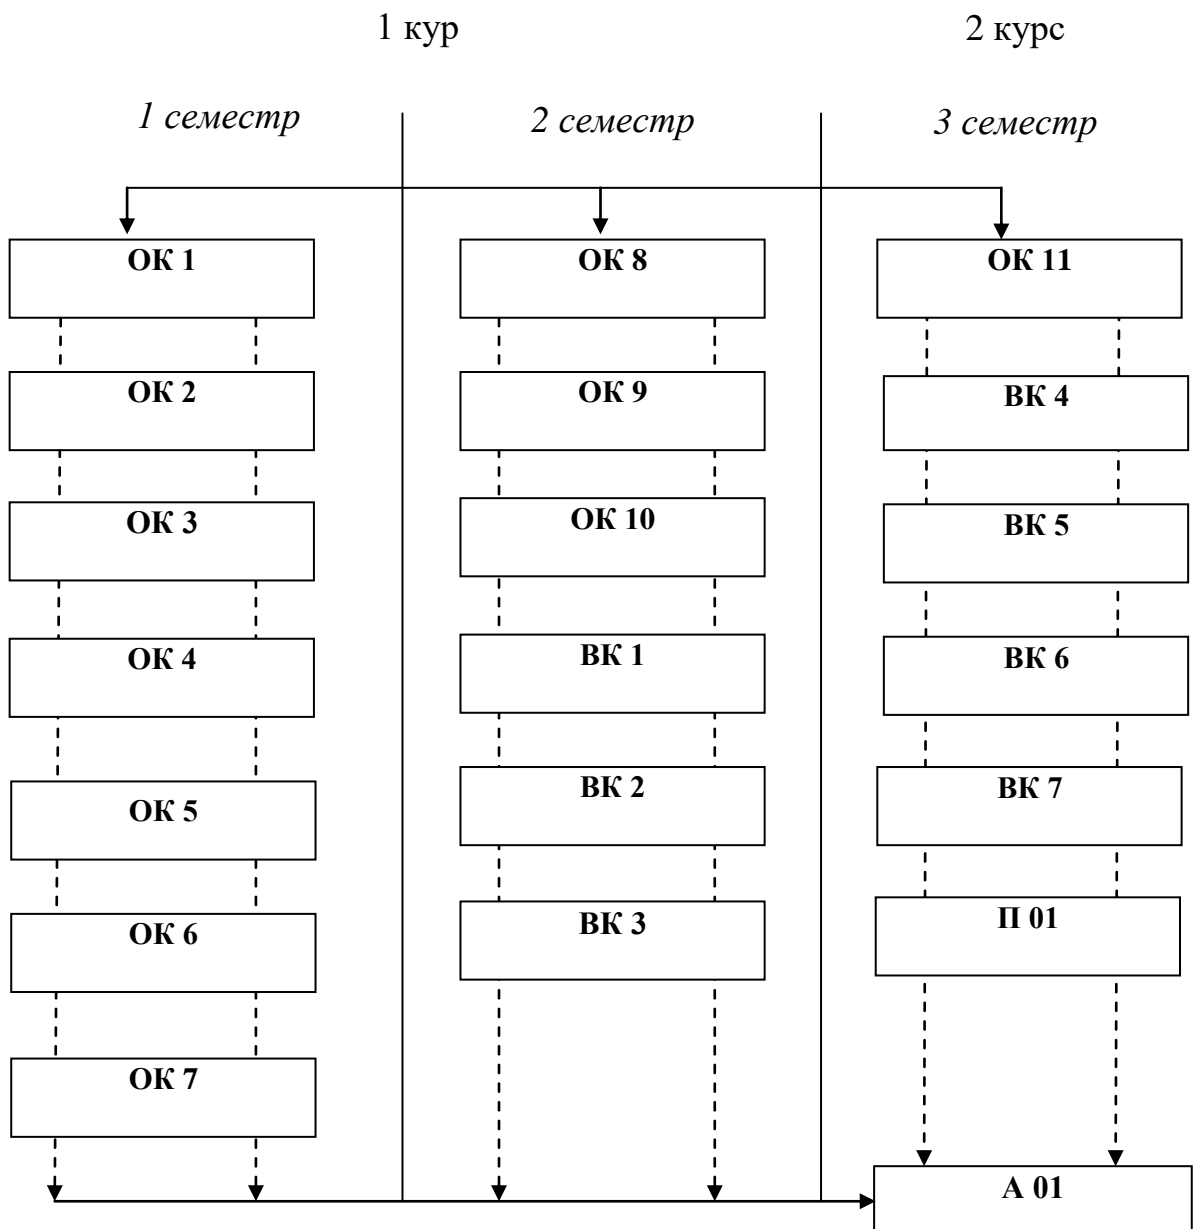 1 кур
2 курс
1 семестр
2 семестр
3 семестр
ОК 1
ОК 8
ОК 11
ОК 2
ОК 9
ВК 4
ОК 3
ОК 10
ВК 5
ОК 4
ВК 1
ВК 6
ОК 5
ВК 2
ВК 7
ОК 6
ВК 3
П 01
ОК 7
А 01